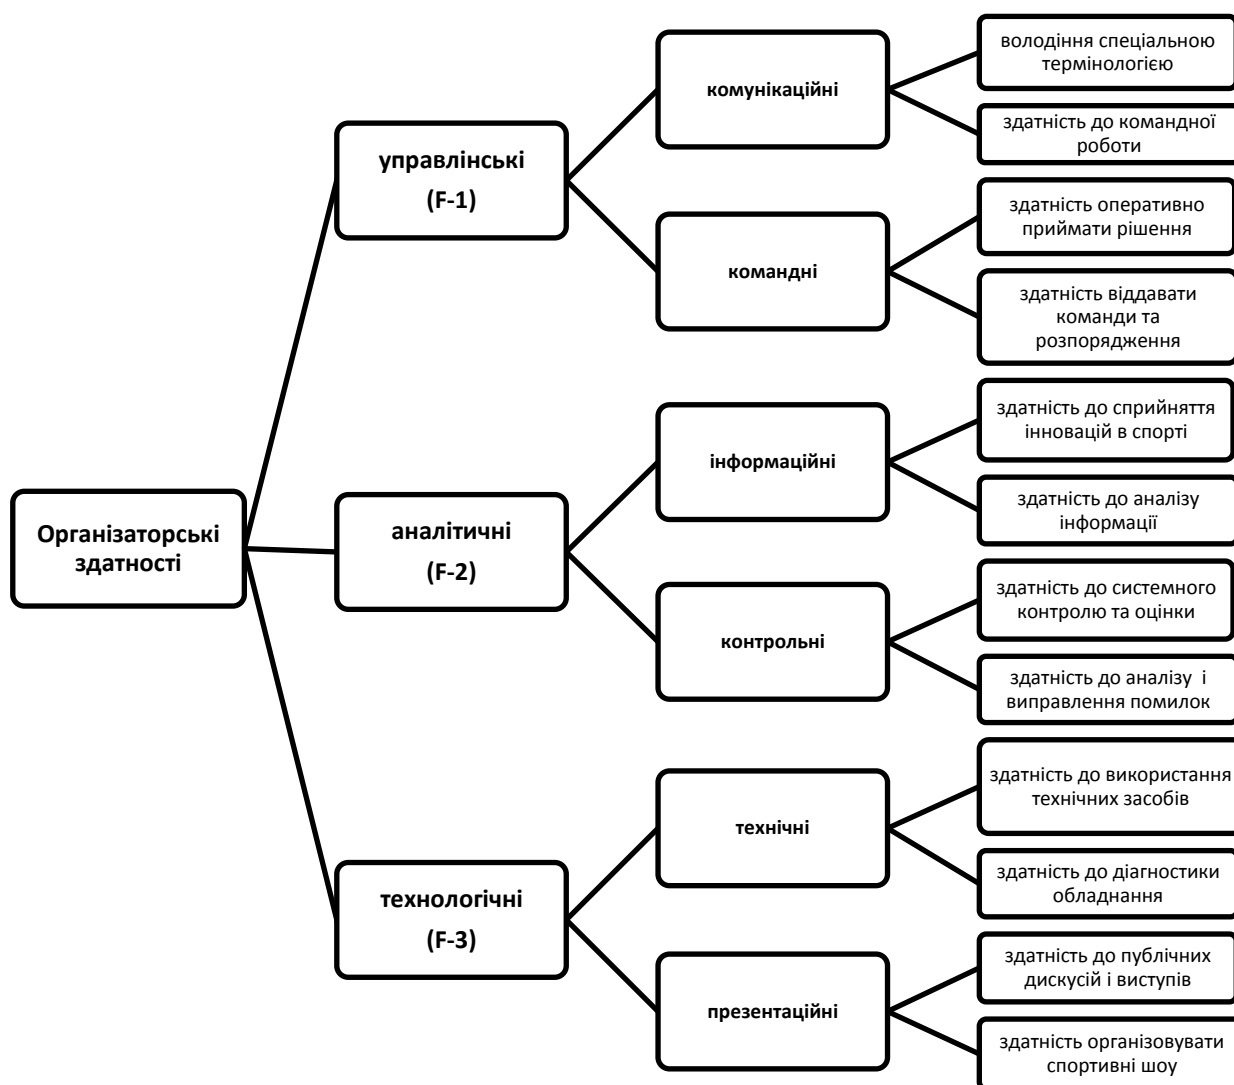 Організаторські
здатності
управлінські
(F-1)
комунікаційні
володіння спеціальною
термінологією
здатність до командної
роботи
командні
здатність оперативно
приймати рішення
здатність віддавати
команди та
розпорядження
аналітичні
(F-2)
інформаційні
здатність до сприйняття
інновацій в спорті
здатність до аналізу
інформації
контрольні
здатність до системного
контролю та оцінки
здатність до аналізу  і
виправлення помилок
технологічні
(F-3)
технічні
здатність до використання
технічних засобів
здатність до діагностики
обладнання
презентаційні
здатність до публічних
дискусій і виступів
здатність організовувати
спортивні шоу